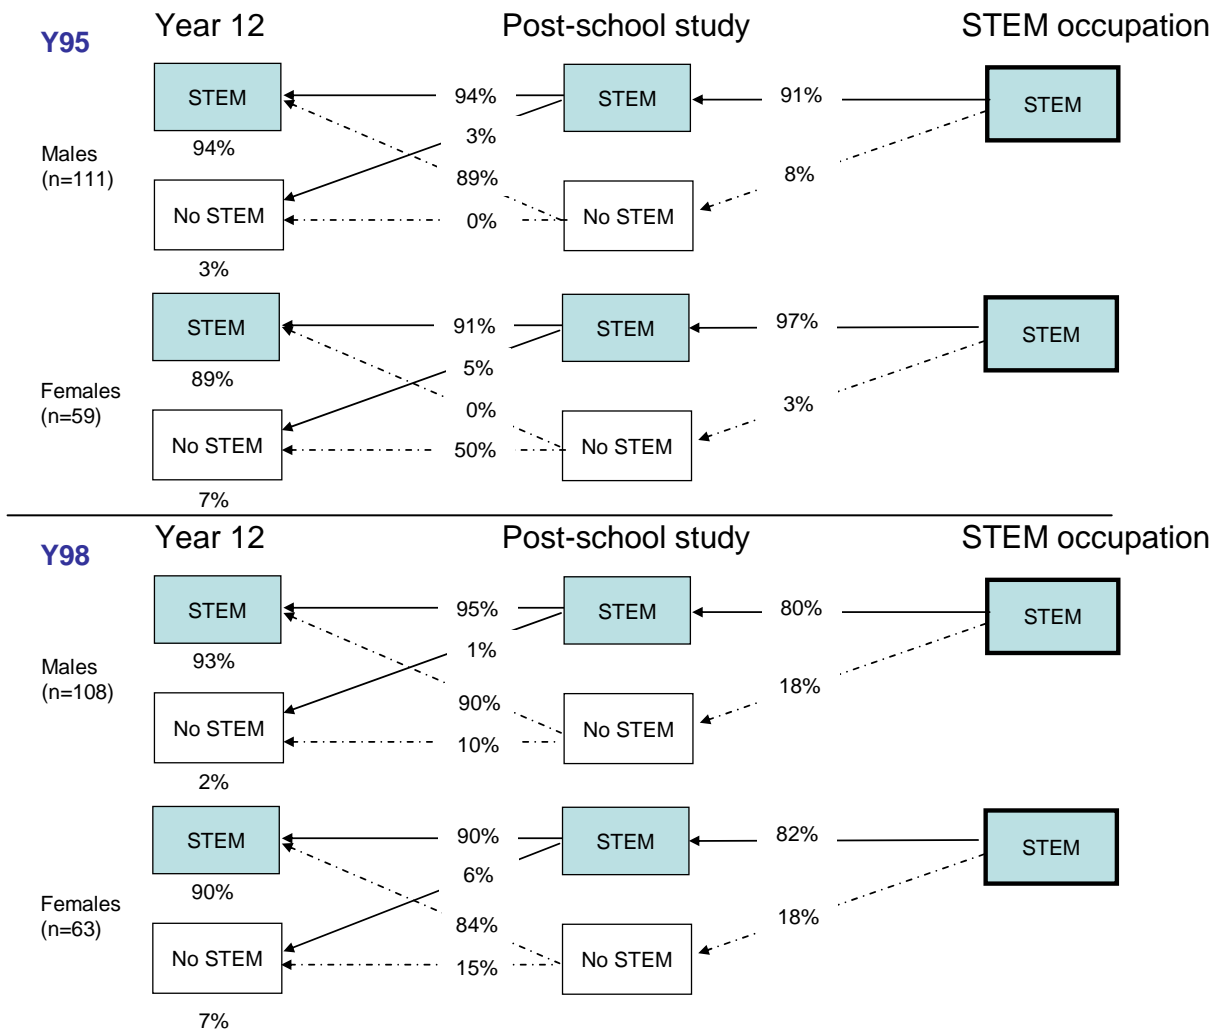 Y95
Year 12
Post-school study
STEM occupation
Males
(n=111)
STEM
94%
STEM
91%
STEM
94%
3%
89%
8%
No STEM
0%
No STEM
3%
Females
(n=59)
STEM
91%
STEM
97%
STEM
89%
5%
0%
3%
No STEM
50%
No STEM
7%
Y98
Year 12
Post-school study
STEM occupation
Males
(n=108)
STEM
95%
STEM
80%
STEM
93%
1%
90%
18%
No STEM
10%
No STEM
2%
Females
(n=63)
STEM
90%
STEM
82%
STEM
90%
6%
84%
18%
No STEM
15%
No STEM
7%